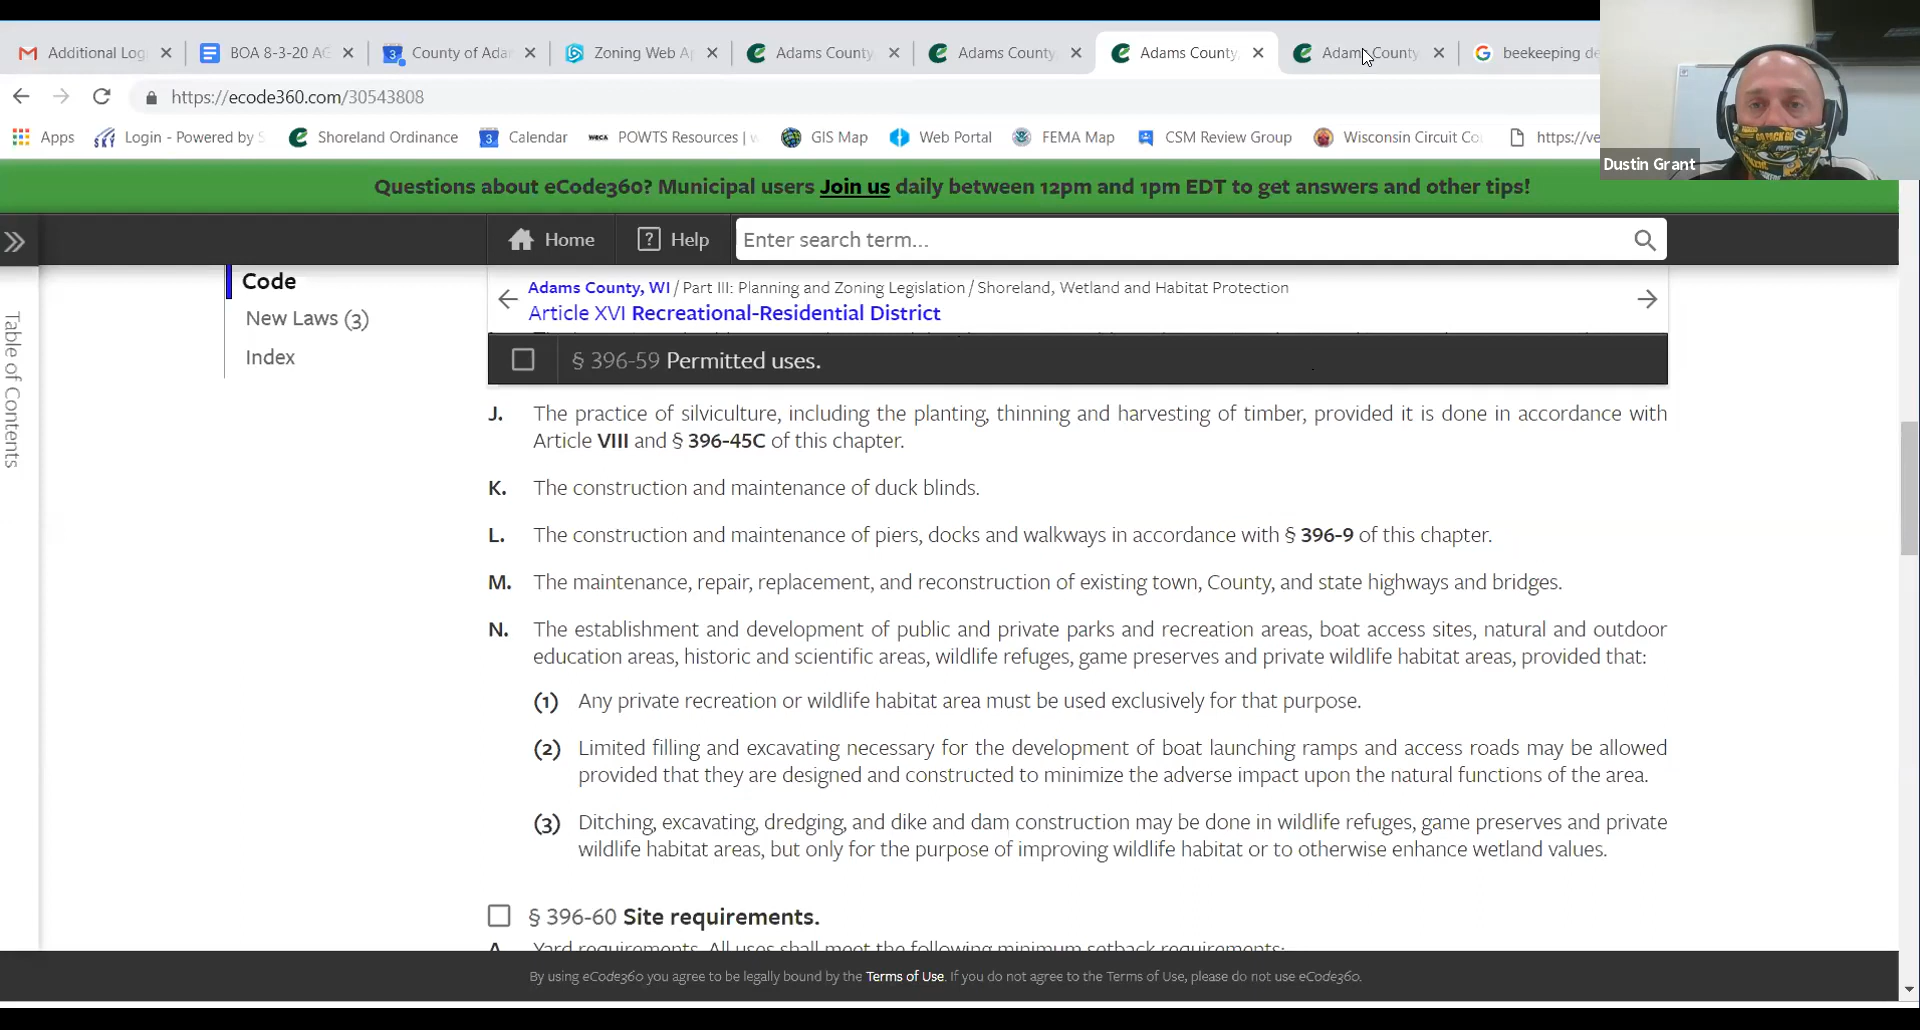 Additional Log
BOA 8-3-20 AG
County of Adam
Zoning Web Ap
Adams County,
Adams County,
Adams County,
Adams County
beekeeping de
https://ecode360.com/30543808
Apps
Login - Powered by S
Shoreland Ordinance
Calendar
POWTS Resources | w
GIS Map
Web Portal
FEMA Map
CSM Review Group
Wisconsin Circuit Co
https://ve
Dustin Grant
Questions about eCode360? Municipal users Join us daily between 12pm and 1pm EDT to get answers and other tips!
Home
? Help
Enter search term...
Table of Contents
Code
New Laws (3)
Index
Adams County, WI / Part III: Planning and Zoning Legislation / Shoreland, Wetland and Habitat Protection
Article XVI Recreational-Residential District
§ 396-59 Permitted uses.
J. The practice of silviculture, including the planting, thinning and harvesting of timber, provided it is done in accordance with
Article VIII and § 396-45C of this chapter.
K. The construction and maintenance of duck blinds.
L. The construction and maintenance of piers, docks and walkways in accordance with § 396-9 of this chapter.
M. The maintenance, repair, replacement, and reconstruction of existing town, County, and state highways and bridges.
N. The establishment and development of public and private parks and recreation areas, boat access sites, natural and outdoor
education areas, historic and scientific areas, wildlife refuges, game preserves and private wildlife habitat areas, provided that:
(1) Any private recreation or wildlife habitat area must be used exclusively for that purpose.
(2) Limited filling and excavating necessary for the development of boat launching ramps and access roads may be allowed
provided that they are designed and constructed to minimize the adverse impact upon the natural functions of the area.
(3) Ditching, excavating, dredging, and dike and dam construction may be done in wildlife refuges, game preserves and private
wildlife habitat areas, but only for the purpose of improving wildlife habitat or to otherwise enhance wetland values.
§ 396-60 Site requirements.
A. Yard requirements. All uses shall meet the following minimum setback requirements:
By using eCode360 you agree to be legally bound by the Terms of Use. If you do not agree to the Terms of Use, please do not use eCode360.